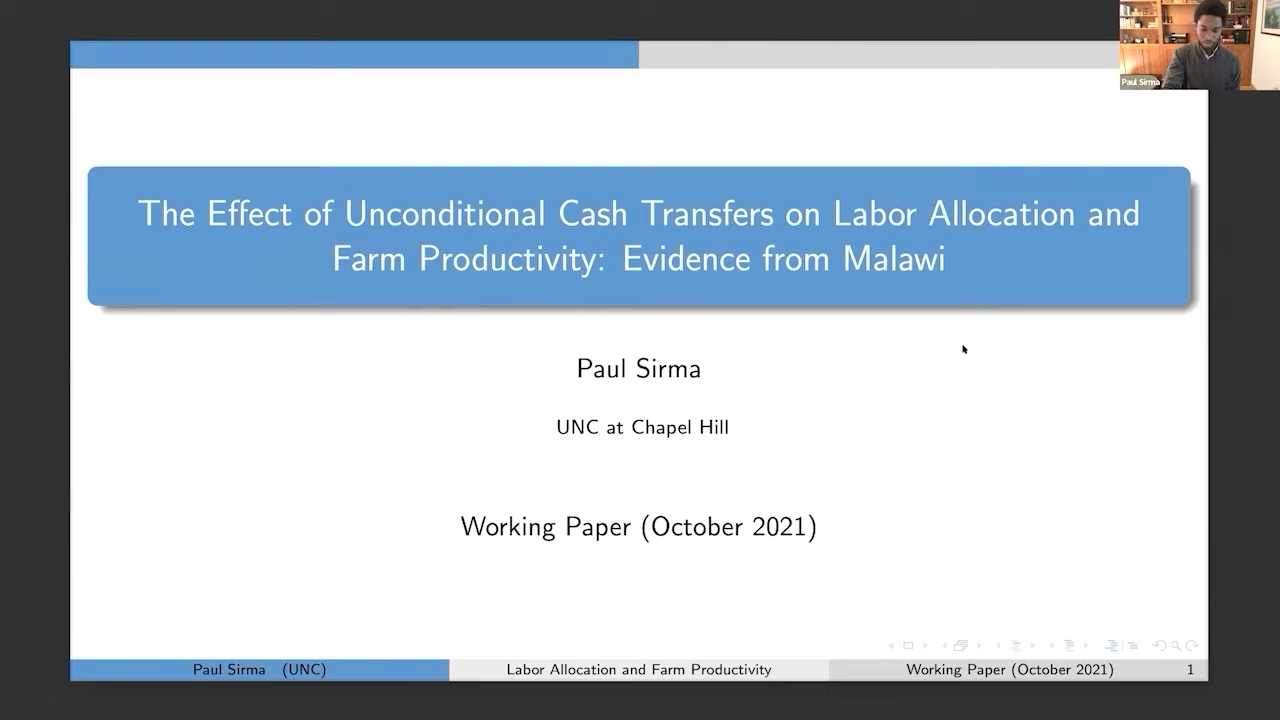 Paul Sirma
The Effect of Unconditional Cash Transfers on Labor Allocation and
Farm Productivity: Evidence from Malawi
Paul Sirma
UNC at Chapel Hill
Working Paper (October 2021)
Paul Sirma (UNC)
Labor Allocation and Farm Productivity
Working Paper (October 2021)
1